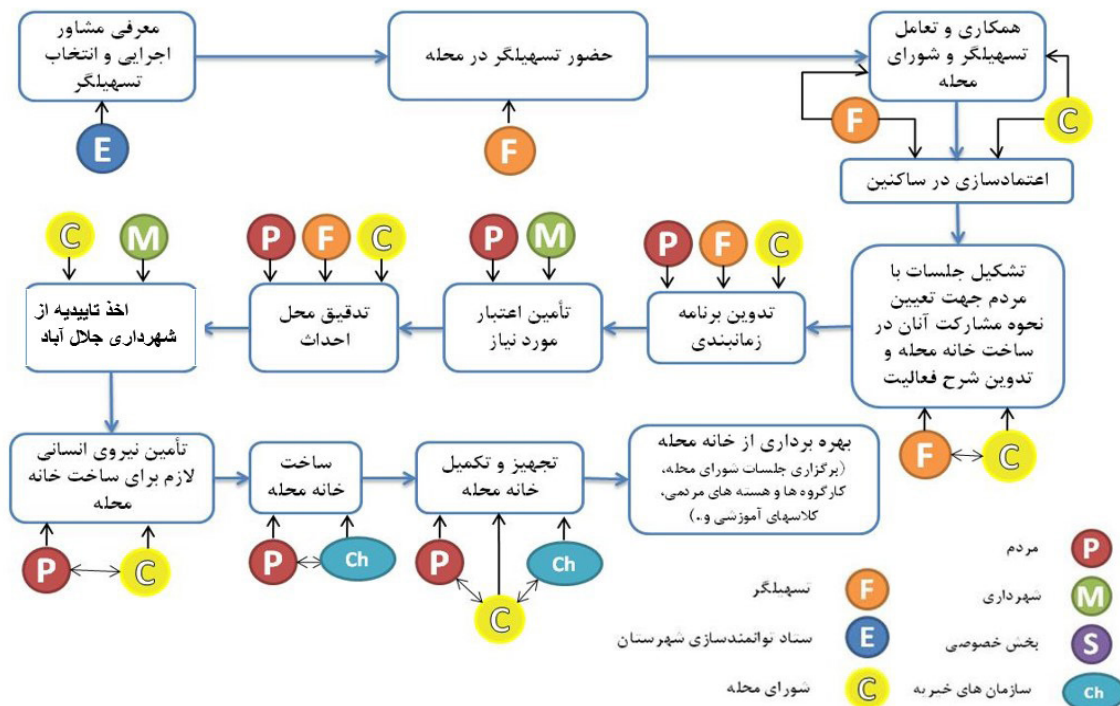 معرفی مشاور
اجرایی و انتخاب
تسهیلگر
E
حضور تسهیلگر در محله
F
همکاری و تعامل
تسهیلگر و شورای
محله
F
C
اعتمادسازی در ساکنین
تشکیل جلسات با
مردم جهت تعیین
نحوه مشارکت آنان در
ساخت خانه محله و
تدوین شرح فعالیت
F
C
P
F
C
تدوین برنامه
زمانبندی
P
M
تأمین اعتبار
مورد نیاز
P
F
C
تدقیق محل
احداث
C
M
اخذ تاییدیه از
شهرداری جلال آباد
تأمین نیروی انسانی
لازم برای ساخت خانه
محله
P
C
ساخت
خانه محله
P
Ch
تجهیز و تکمیل
خانه محله
P
C
Ch
بهره برداری از خانه محله
(برگزاری جلسات شورای محله،
کارگروه ها و هسته های مردمی،
کلاسهای آموزشی و..)
مردم P
شهرداری M
بخش خصوصی S
سازمان های خیریه Ch
تسهیلگر F
ستاد توانمندسازی شهرستان E
شورای محله C